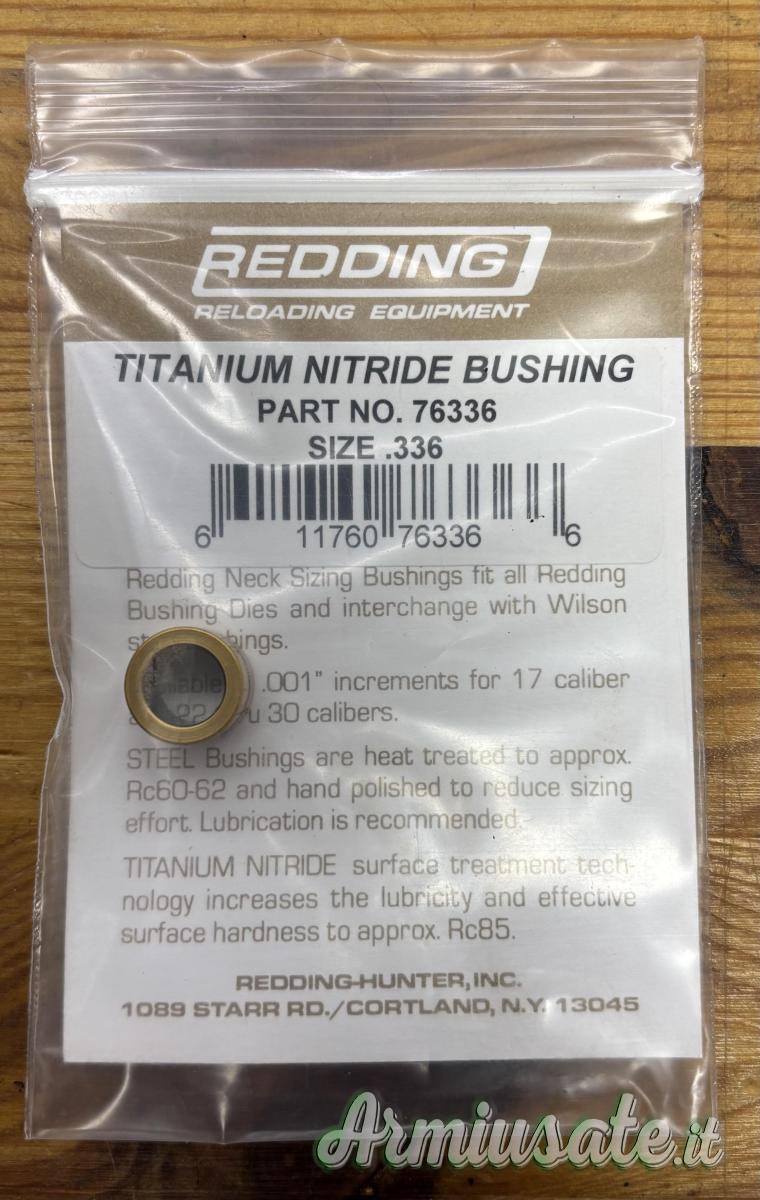 REDDING
RELOADING EQUIPMENT
TITANIUM NITRIDE BUSHING
PART NO. 76336
SIZE .336
6 11760 76336 6
Redding Neck Sizing Bushings fit all Redding
Bushing Dies and interchange with Wilson
.001" increments for 17 caliber
30 calibers.
STEEL Bushings are heat treated to approx.
Rc60-62 and hand polished to reduce sizing
effort. Lubrication is recommended.
TITANIUM NITRIDE surface treatment tech-
nology increases the lubricity and effective
surface hardness to approx. Rc85.
REDDING-HUNTER, INC.
1089 STARR RD./CORTLAND, N.Y. 13045
Armiusate.it